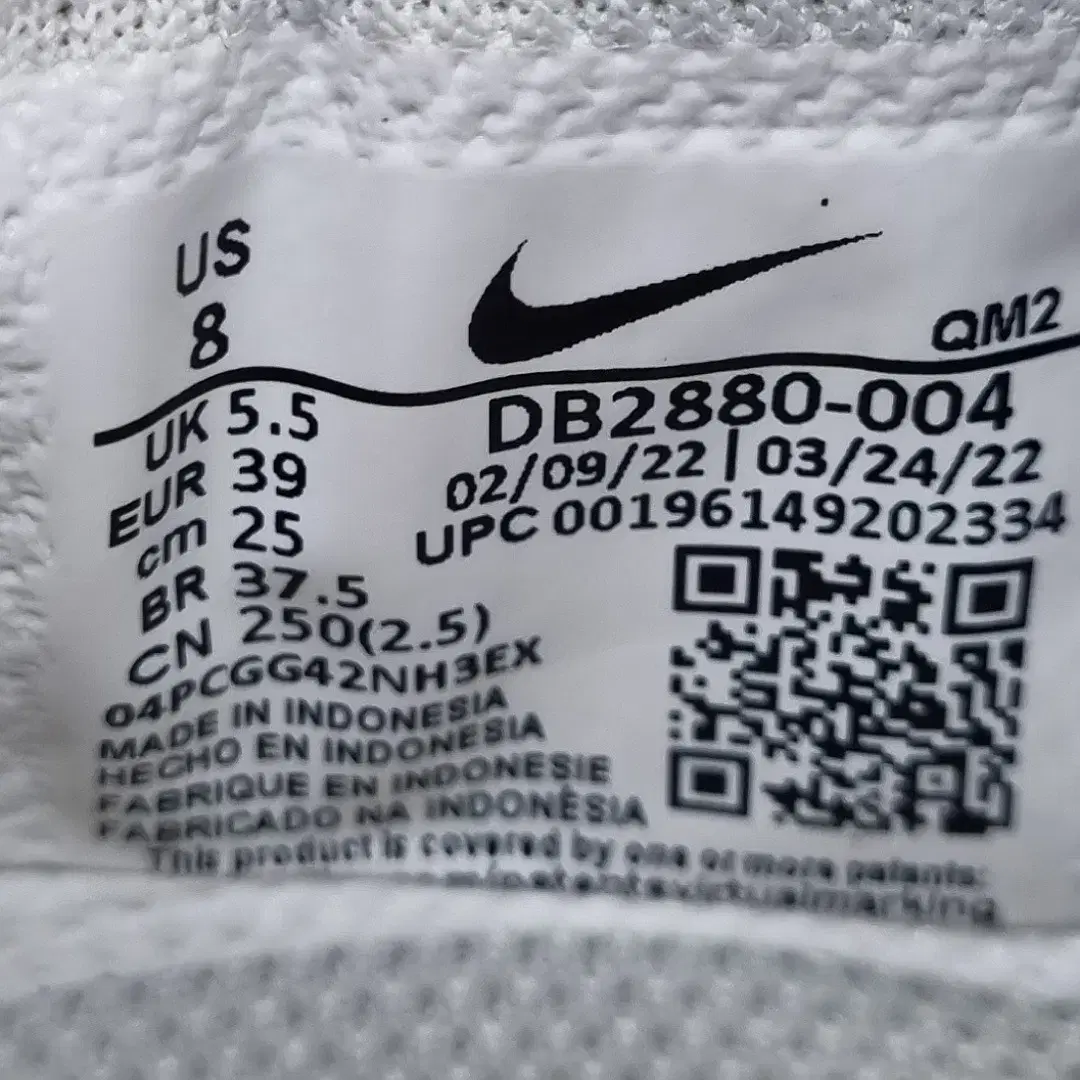 US
8
QM2
UK 5.5
EUR 39
cm 25
BR 37.5
CN 250(2.5)
DB2880-004
02/09/22 | 03/24/22
UPC 00196149202334
04PCGG42NH3EX
MADE IN INDONESIA
HECHO EN INDONESIA
FABRIQUE EN INDONESIE
FABRICADO NA INDONÉSIA
This product is covered by one or more patents:
patentsvirtualmarking